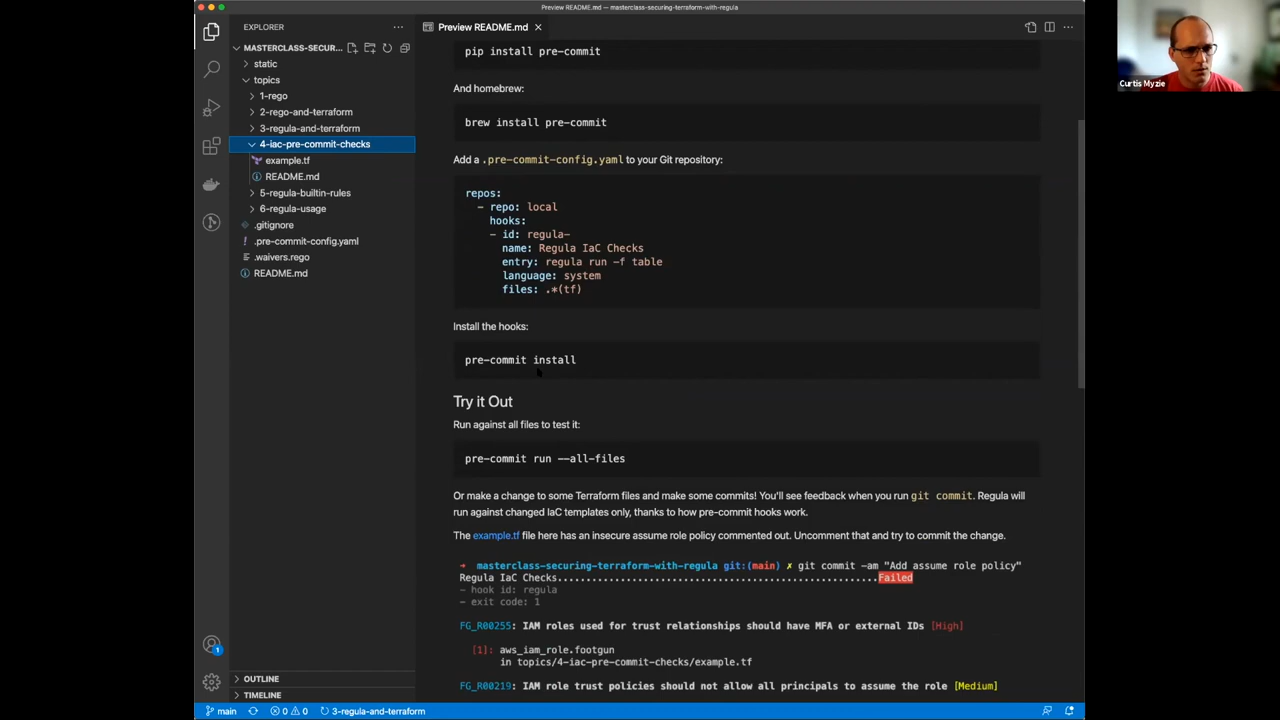 Preview README.md — masterclass-securing-terraform-with-regula
EXPLORER
Preview README.md
MASTERCLASS-SECUR...
static
topics
1-rego
2-rego-and-terraform
3-regula-and-terraform
4-iac-pre-commit-checks
example.tf
README.md
5-regula-builtin-rules
6-regula-usage
.gitignore
.pre-commit-config.yaml
.waivers.rego
README.md
OUTLINE
TIMELINE
pip install pre-commit
And homebrew:
brew install pre-commit
Add a .pre-commit-config.yaml to your Git repository:
repos:
- repo: local
hooks:
- id: regula-
name: Regula IaC Checks
entry: regula run -f table
language: system
files: .*(tf)
Install the hooks:
pre-commit install
Try it Out
Run against all files to test it:
pre-commit run --all-files
Or make a change to some Terraform files and make some commits! You'll see feedback when you run git commit. Regula will
run against changed IaC templates only, thanks to how pre-commit hooks work.
The example.tf file here has an insecure assume role policy commented out. Uncomment that and try to commit the change.
➜ masterclass-securing-terraform-with-regula git:(main) ✗ git commit -am "Add assume role policy"
Regula IaC Checks........................................................Failed
- hook id: regula
- exit code: 1
FG_R00255: IAM roles used for trust relationships should have MFA or external IDs [High]
[1]: aws_iam_role.footgun
in topics/4-iac-pre-commit-checks/example.tf
FG_R00219: IAM role trust policies should not allow all principals to assume the role [Medium]
1
main
0
0
3-regula-and-terraform
Curtis Myzie